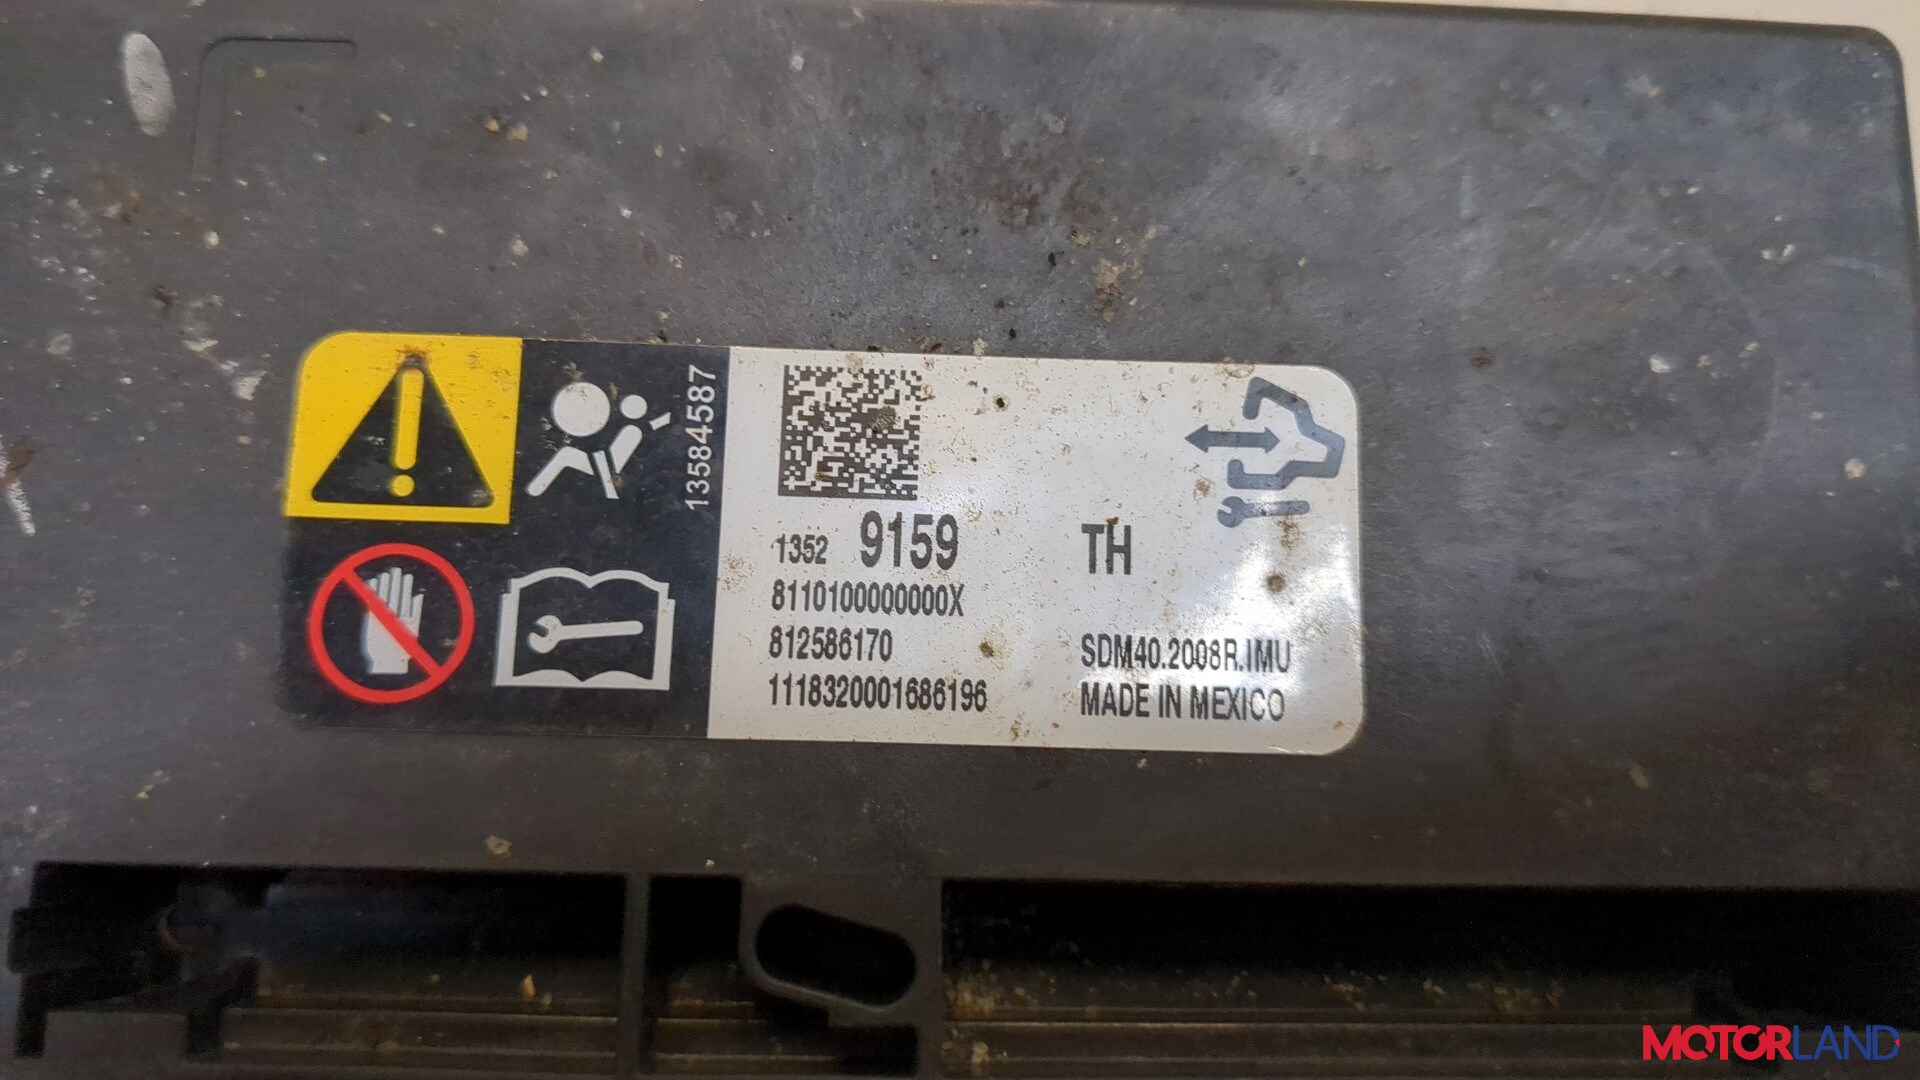 13584587
1352 9159 TH
8110100000000X
812586170 SDM40.2008R.IMU
1118320001686196 MADE IN MEXICO
MOTORLAND